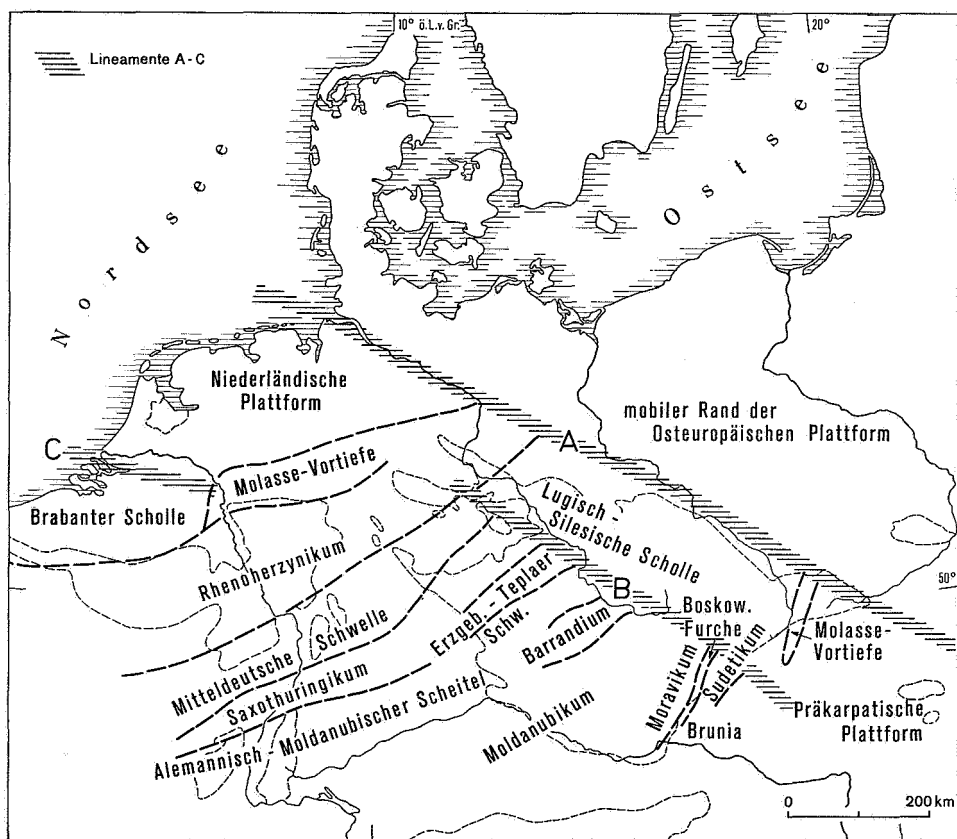 10° ö.L.v.Gr.
20°
Lineamente A - C
Nordsee
Ostsee
Niederländische
Plattform
mobiler Rand der
Osteuropäischen Plattform
A
C
Molasse-Vortiefe
Brabanter Scholle
Lugisch -
Silesische Scholle
Rhenoherzynikum
50°
B
Erzgeb.-Teplaer
Schw.
Boskow.
Furche
Mitteldeutsche Schwelle
Barrandium
Molasse-
Vortiefe
Saxothuringikum
Moravikum
Sudetikum
Alemannisch - Moldanubischer Scheitel
Moldanubikum
Brunia
Präkarpatische
Plattform
0 200 km